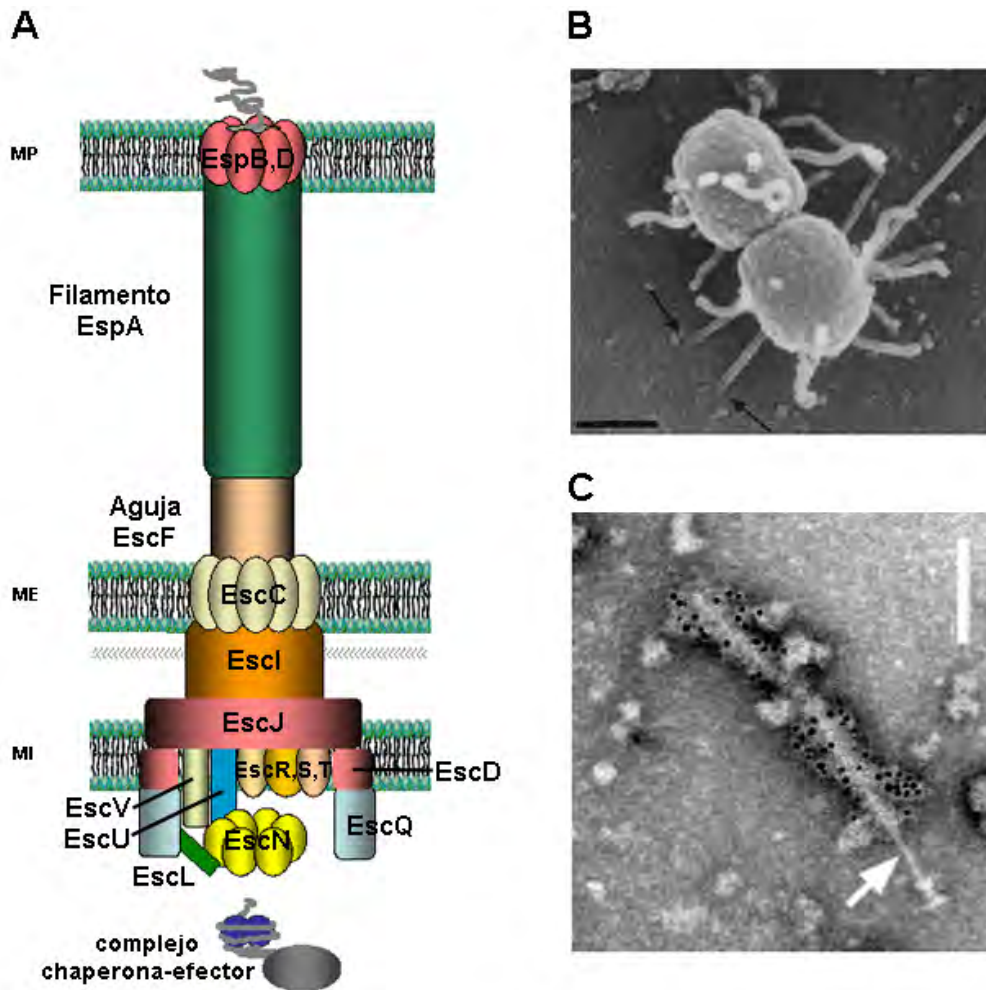 A
MP
EspB,D
Filamento
EspA
Aguja
EscF
ME
EscC
EscI
EscJ
MI
EscR,S,T
EscD
EscV
EscU
EscN
EscQ
EscL
complejo
chaperona-efector
B
C